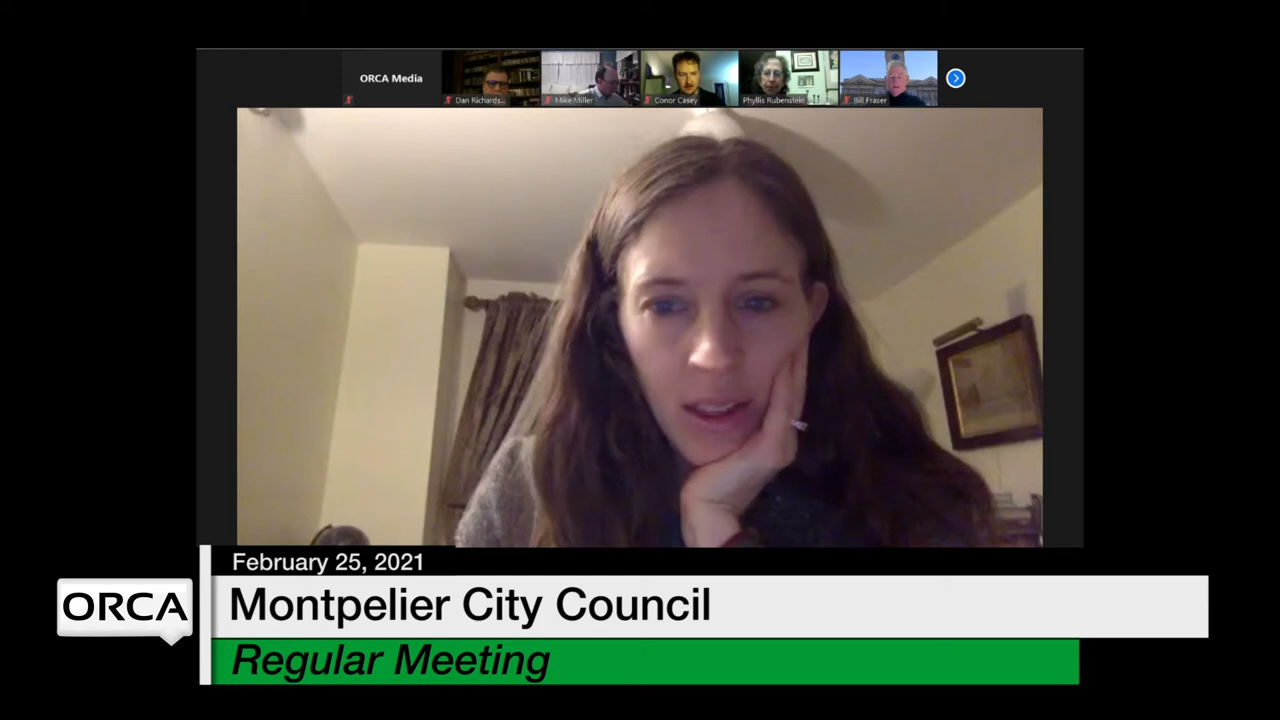 ORCA Media
Dan Richards...
Mike Miller
Conor Casey
Phyllis Rubenstein
Bill Fraser
February 25, 2021
ORCA
Montpelier City Council
Regular Meeting